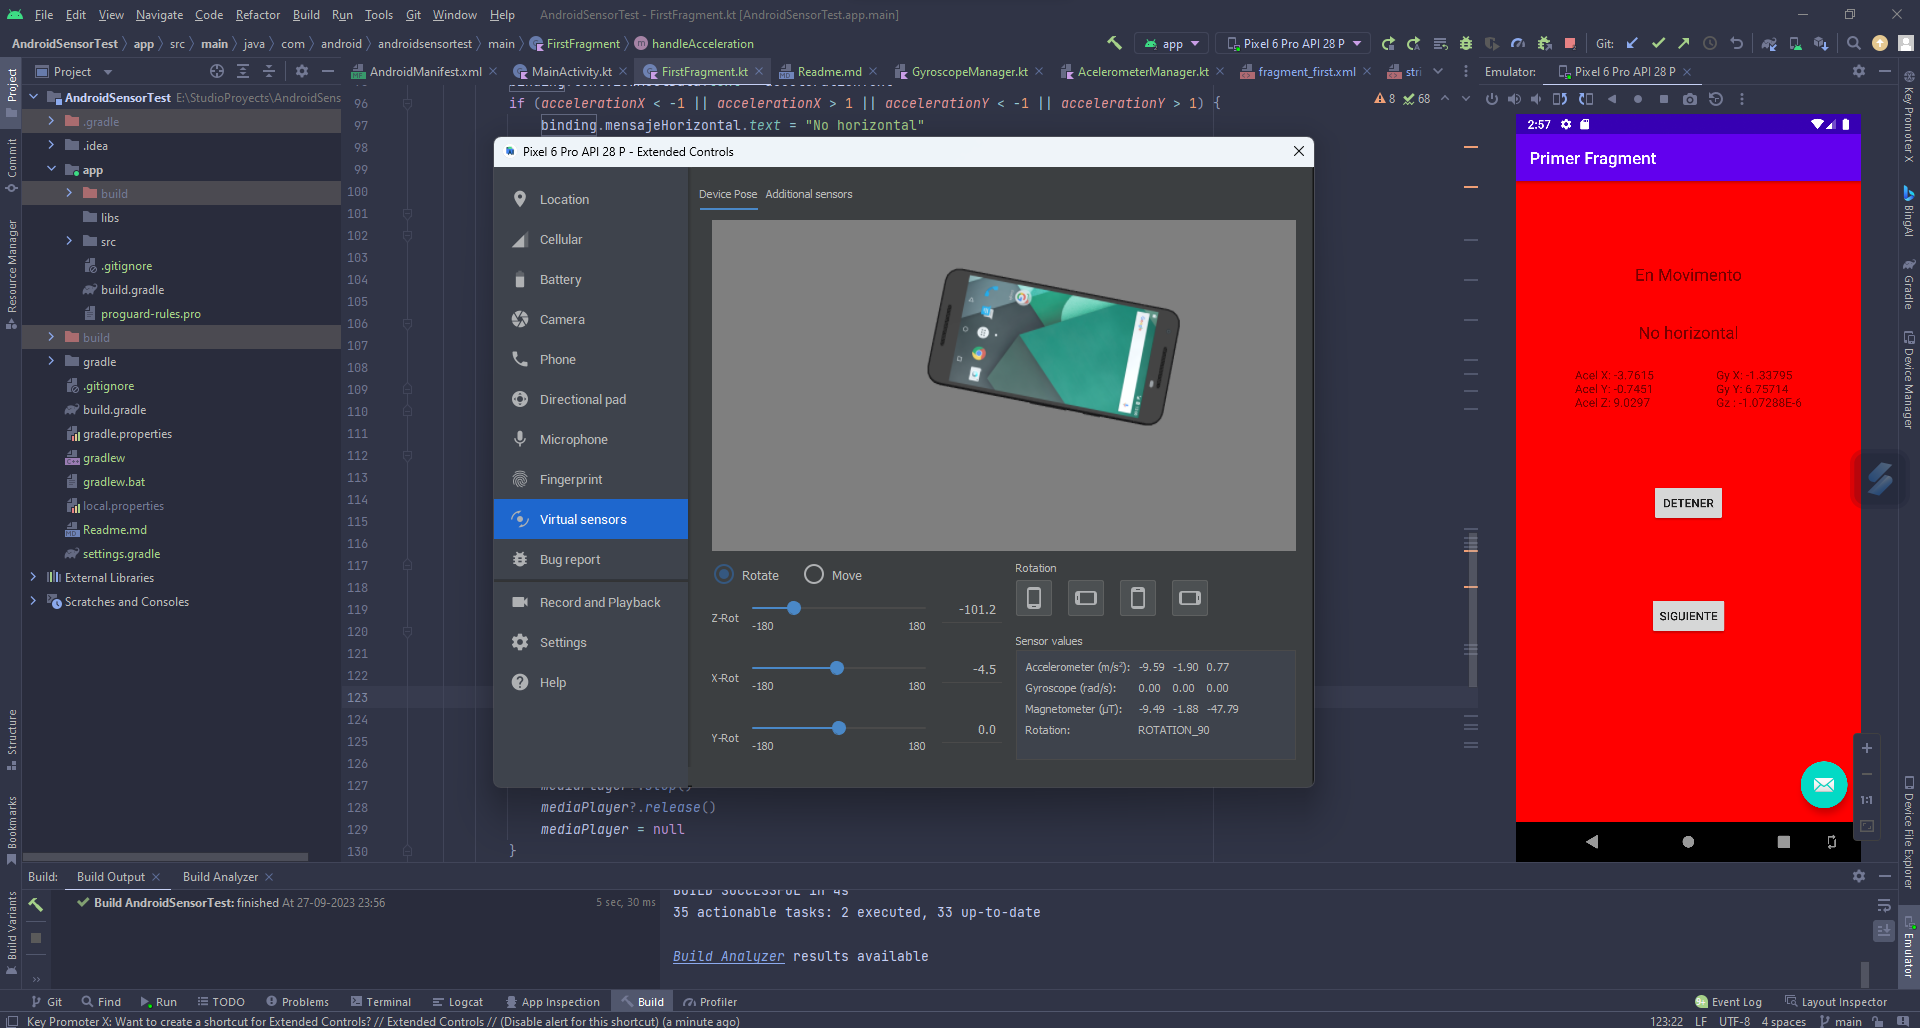 File Edit View Navigate Code Refactor Build Run Tools Git Window Help AndroidSensorTest - FirstFragment.kt [AndroidSensorTest.app.main]
AndroidSensorTest app src main java com android androidsensortest main FirstFragment handleAcceleration
app Pixel 6 Pro API 28 P Git:
Project
AndroidManifest.xml MainActivity.kt FirstFragment.kt Readme.md GyroscopeManager.kt AcelerometerManager.kt fragment_first.xml stri
Emulator: Pixel 6 Pro API 28 P
Project
Commit
Resource Manager
Structure
Bookmarks
Build Variants
AndroidSensorTest E:\StudioProyects\AndroidSens
.gradle
.idea
app
build
libs
src
.gitignore
build.gradle
proguard-rules.pro
build
gradle
.gitignore
build.gradle
gradle.properties
gradlew
gradlew.bat
local.properties
Readme.md
settings.gradle
External Libraries
Scratches and Consoles
96 if (accelerationX < -1 || accelerationX > 1 || accelerationY < -1 || accelerationY > 1) {
8 68
97 binding.mensajeHorizontal.text = "No horizontal"
98
99
100
101
102
103
104
105
106
107
108
109
110
111
112
113
114
115
116
117
118
119
120
121
122
123
124
125
126
127 mediaPlayer?.stop()
128 mediaPlayer?.release()
129 mediaPlayer = null
130 }
Pixel 6 Pro API 28 P - Extended Controls
Location
Cellular
Battery
Camera
Phone
Directional pad
Microphone
Fingerprint
Virtual sensors
Bug report
Record and Playback
Settings
Help
Device Pose Additional sensors
Rotate Move
Z-Rot -101.2
-180 180
X-Rot -4.5
-180 180
Y-Rot 0.0
-180 180
Rotation
Sensor values
Accelerometer (m/s²): -9.59 -1.90 0.77
Gyroscope (rad/s): 0.00 0.00 0.00
Magnetometer (μT): -9.49 -1.88 -47.79
Rotation: ROTATION_90
2:57
Primer Fragment
En Movimento
No horizontal
Acel X: -3.7615 Gy X: -1.33795
Acel Y: -0.7451 Gy Y: 6.75714
Acel Z: 9.0297 Gz : -1.07288E-6
DETENER
SIGUIENTE
1:1
Key Promoter X
BingAI
Gradle
Device Manager
Device File Explorer
Emulator
Build: Build Output Build Analyzer
Build AndroidSensorTest: finished At 27-09-2023 23:56 5 sec, 30 ms
BUILD SUCCESSFUL in 4s
35 actionable tasks: 2 executed, 33 up-to-date
Build Analyzer results available
Git Find Run TODO Problems Terminal Logcat App Inspection Build Profiler
9+ Event Log Layout Inspector
Key Promoter X: Want to create a shortcut for Extended Controls? // Extended Controls // (Disable alert for this shortcut) (a minute ago)
123:22 LF UTF-8 4 spaces main